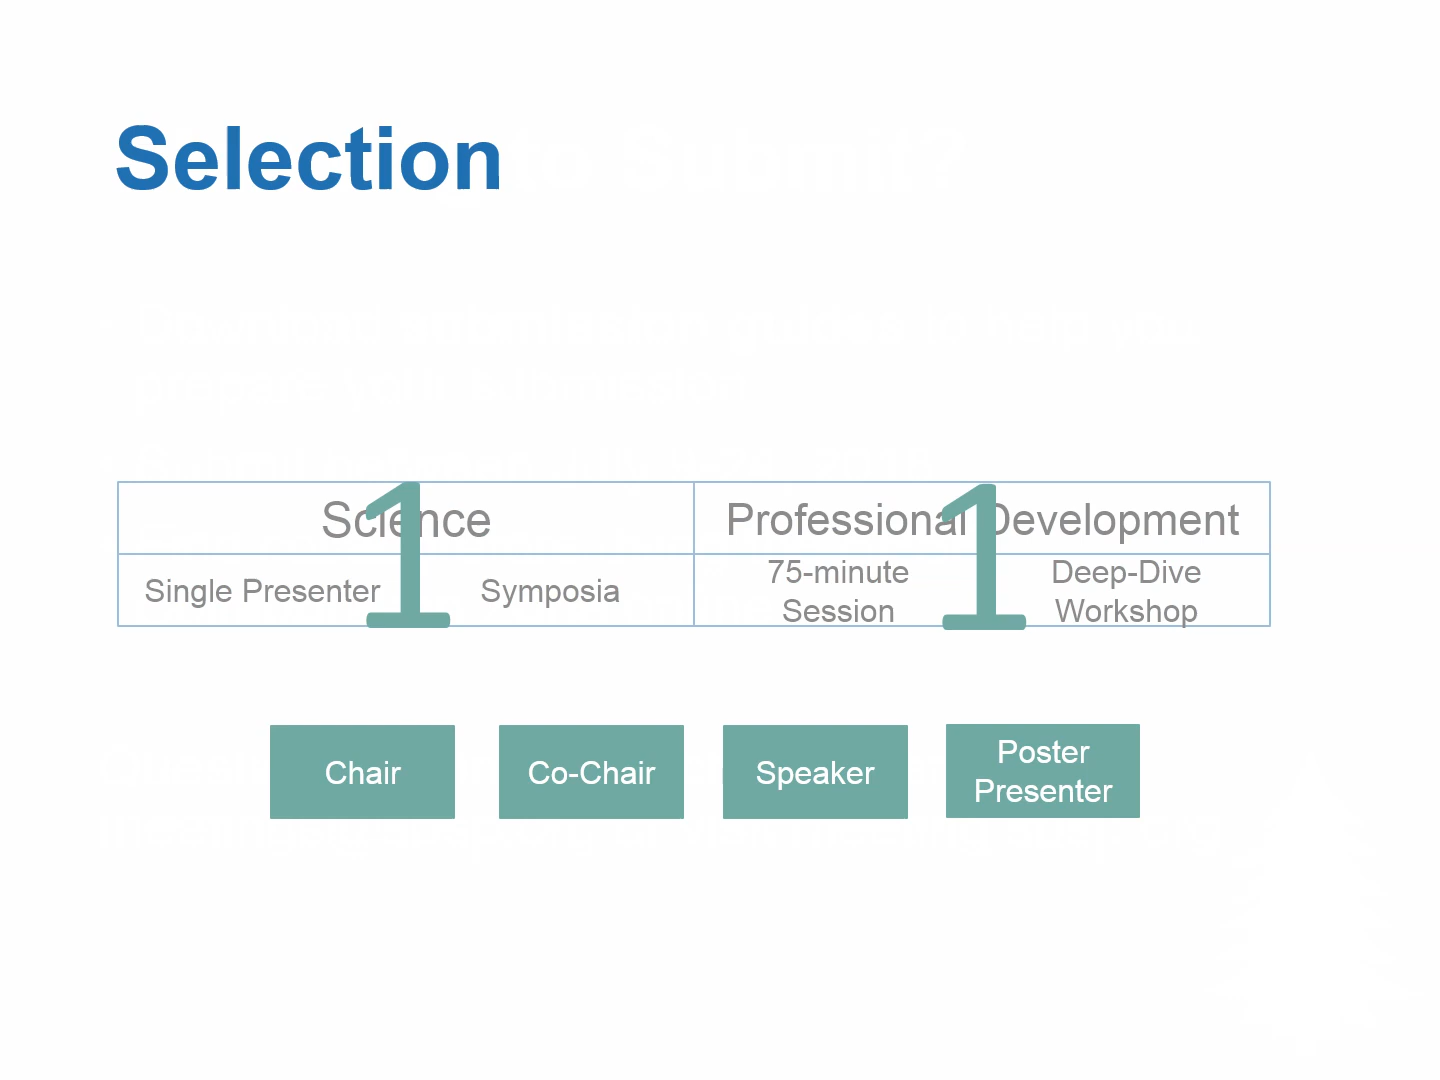 Selection
Science
Professional Development
1
1
Single Presenter
Symposia
75-minute
Session
Deep-Dive
Workshop
Chair
Co-Chair
Speaker
Poster
Presenter